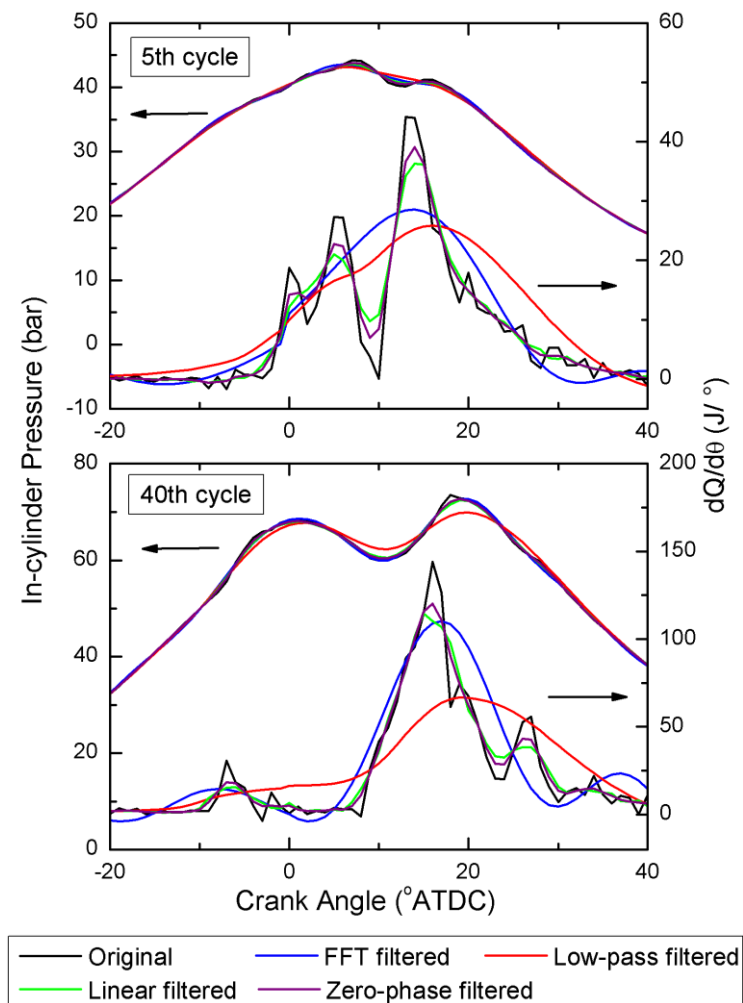 5th cycle
50
40
30
20
10
0
-10
60
40
20
0
-20
0
20
40
40th cycle
80
60
40
20
0
200
150
100
50
0
-20
0
20
40
In-cylinder Pressure (bar)
dQ/dθ (J/ °)
Crank Angle (°ATDC)
Original
FFT filtered
Low-pass filtered
Linear filtered
Zero-phase filtered